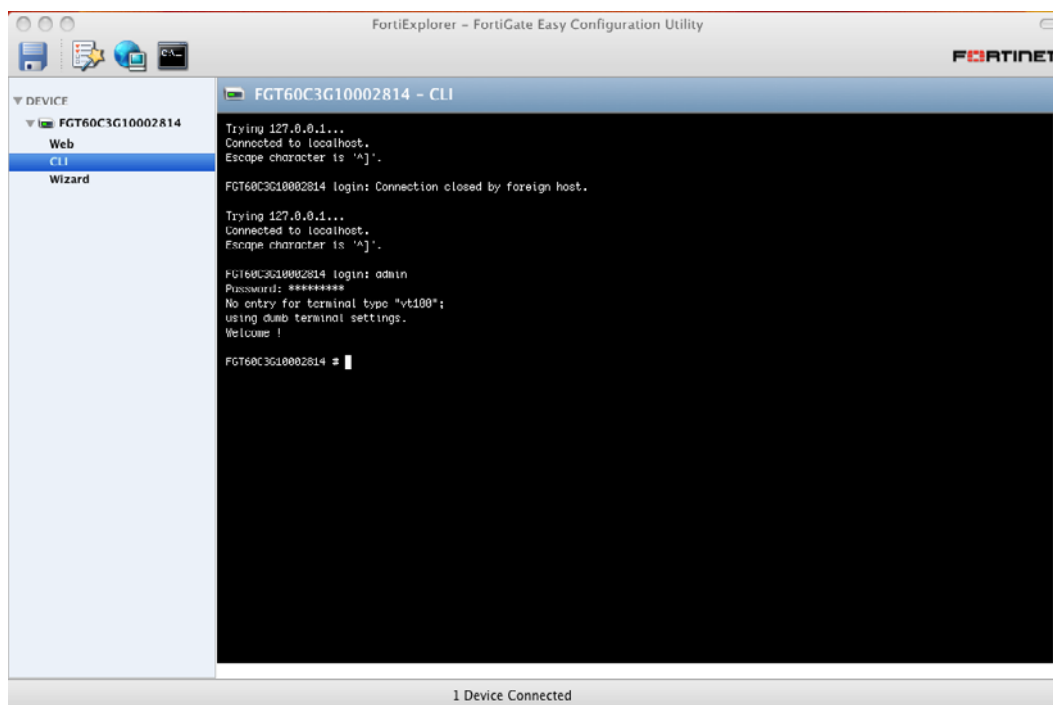 FortiExplorer – FortiGate Easy Configuration Utility
C:\_
FORTINET
DEVICE
FGT60C3G10002814
Web
CLI
Wizard
FGT60C3G10002814 - CLI
Trying 127.0.0.1...
Connected to localhost.
Escape character is '^]'.
FGT60C3G10002814 login: Connection closed by foreign host.
Trying 127.0.0.1...
Connected to localhost.
Escape character is '^]'.
FGT60C3G10002814 login: admin
Password: *********
No entry for terminal type "vt100";
using dumb terminal settings.
Welcome !
FGT60C3G10002814 #
1 Device Connected